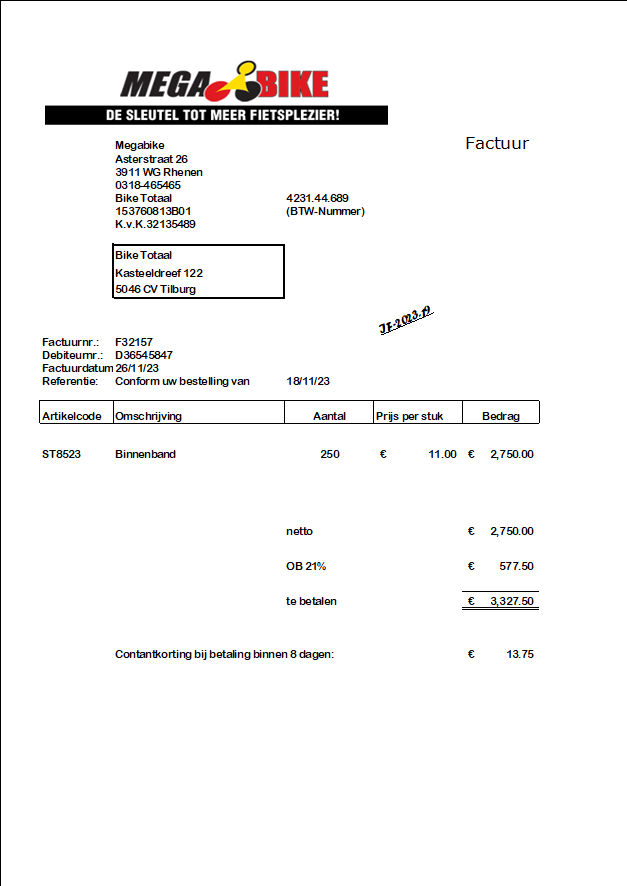 MEGA BIKE
DE SLEUTEL TOT MEER FIETSPLEZIER!
Factuur
Megabike
Asterstraat 26
3911 WG Rhenen
0318-465465
Bike Totaal 4231.44.689
153760813B01 (BTW-Nummer)
K.v.K.32135489
Bike Totaal
Kasteeldreef 122
5046 CV Tilburg
IF-2023-19
Factuurnr.: F32157
Debiteurnr.: D36545847
Factuurdatum 26/11/23
Referentie: Conform uw bestelling van 18/11/23
Artikelcode Omschrijving Aantal Prijs per stuk Bedrag
ST8523 Binnenband 250 € 11.00 € 2,750.00
netto € 2,750.00
OB 21% € 577.50
te betalen € 3,327.50
Contantkorting bij betaling binnen 8 dagen: € 13.75